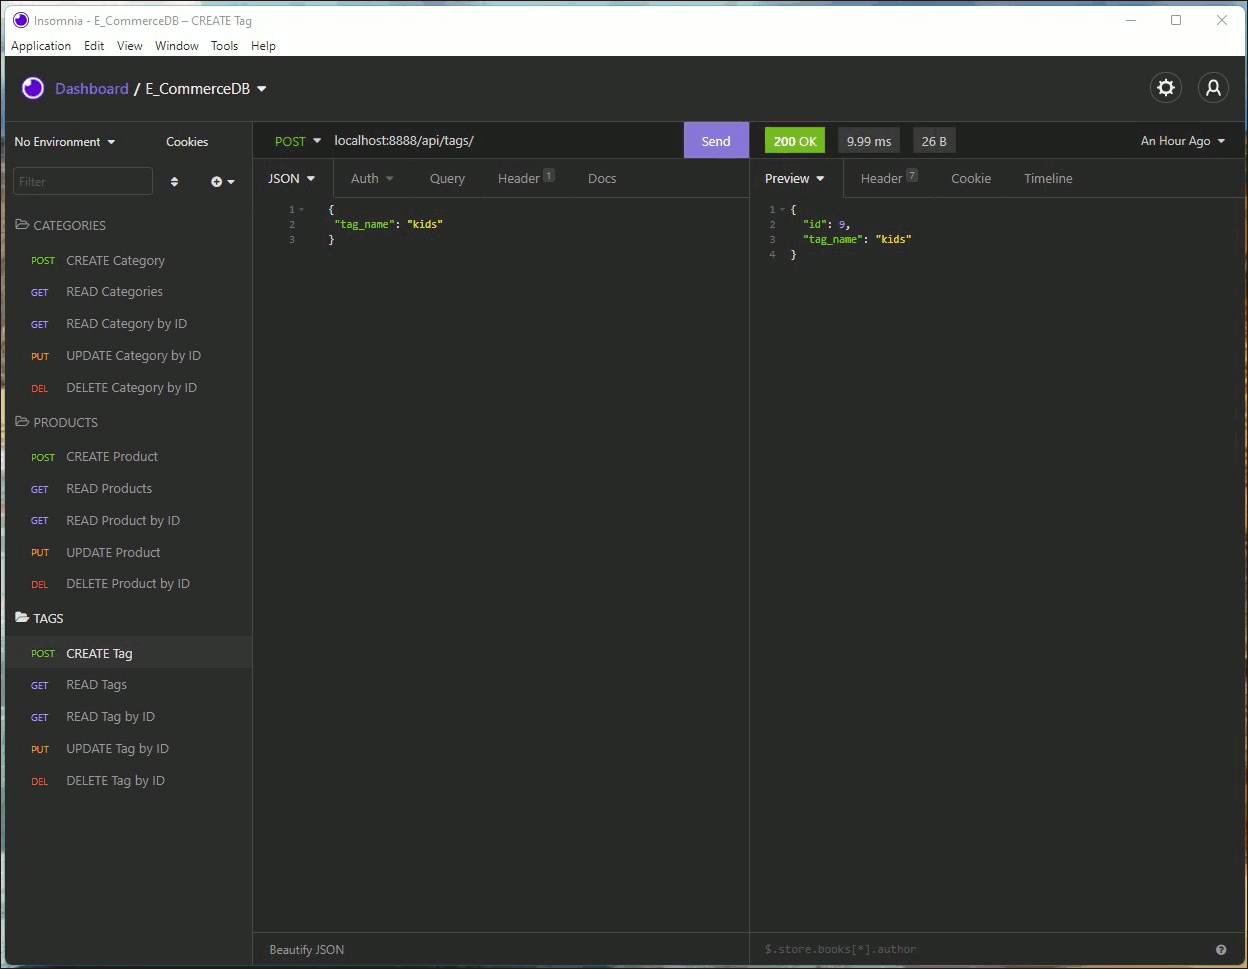 Insomnia - E_CommerceDB – CREATE Tag
Application Edit View Window Tools Help
Dashboard / E_CommerceDB
No Environment Cookies
Filter
CATEGORIES
POST CREATE Category
GET READ Categories
GET READ Category by ID
PUT UPDATE Category by ID
DEL DELETE Category by ID
PRODUCTS
POST CREATE Product
GET READ Products
GET READ Product by ID
PUT UPDATE Product
DEL DELETE Product by ID
TAGS
POST CREATE Tag
GET READ Tags
GET READ Tag by ID
PUT UPDATE Tag by ID
DEL DELETE Tag by ID
POST localhost:8888/api/tags/ Send
JSON Auth Query Header 1 Docs
1 {
2 "tag_name": "kids"
3 }
Beautify JSON
200 OK 9.99 ms 26 B An Hour Ago
Preview Header 7 Cookie Timeline
1 {
2 "id": 9,
3 "tag_name": "kids"
4 }
$.store.books[*].author